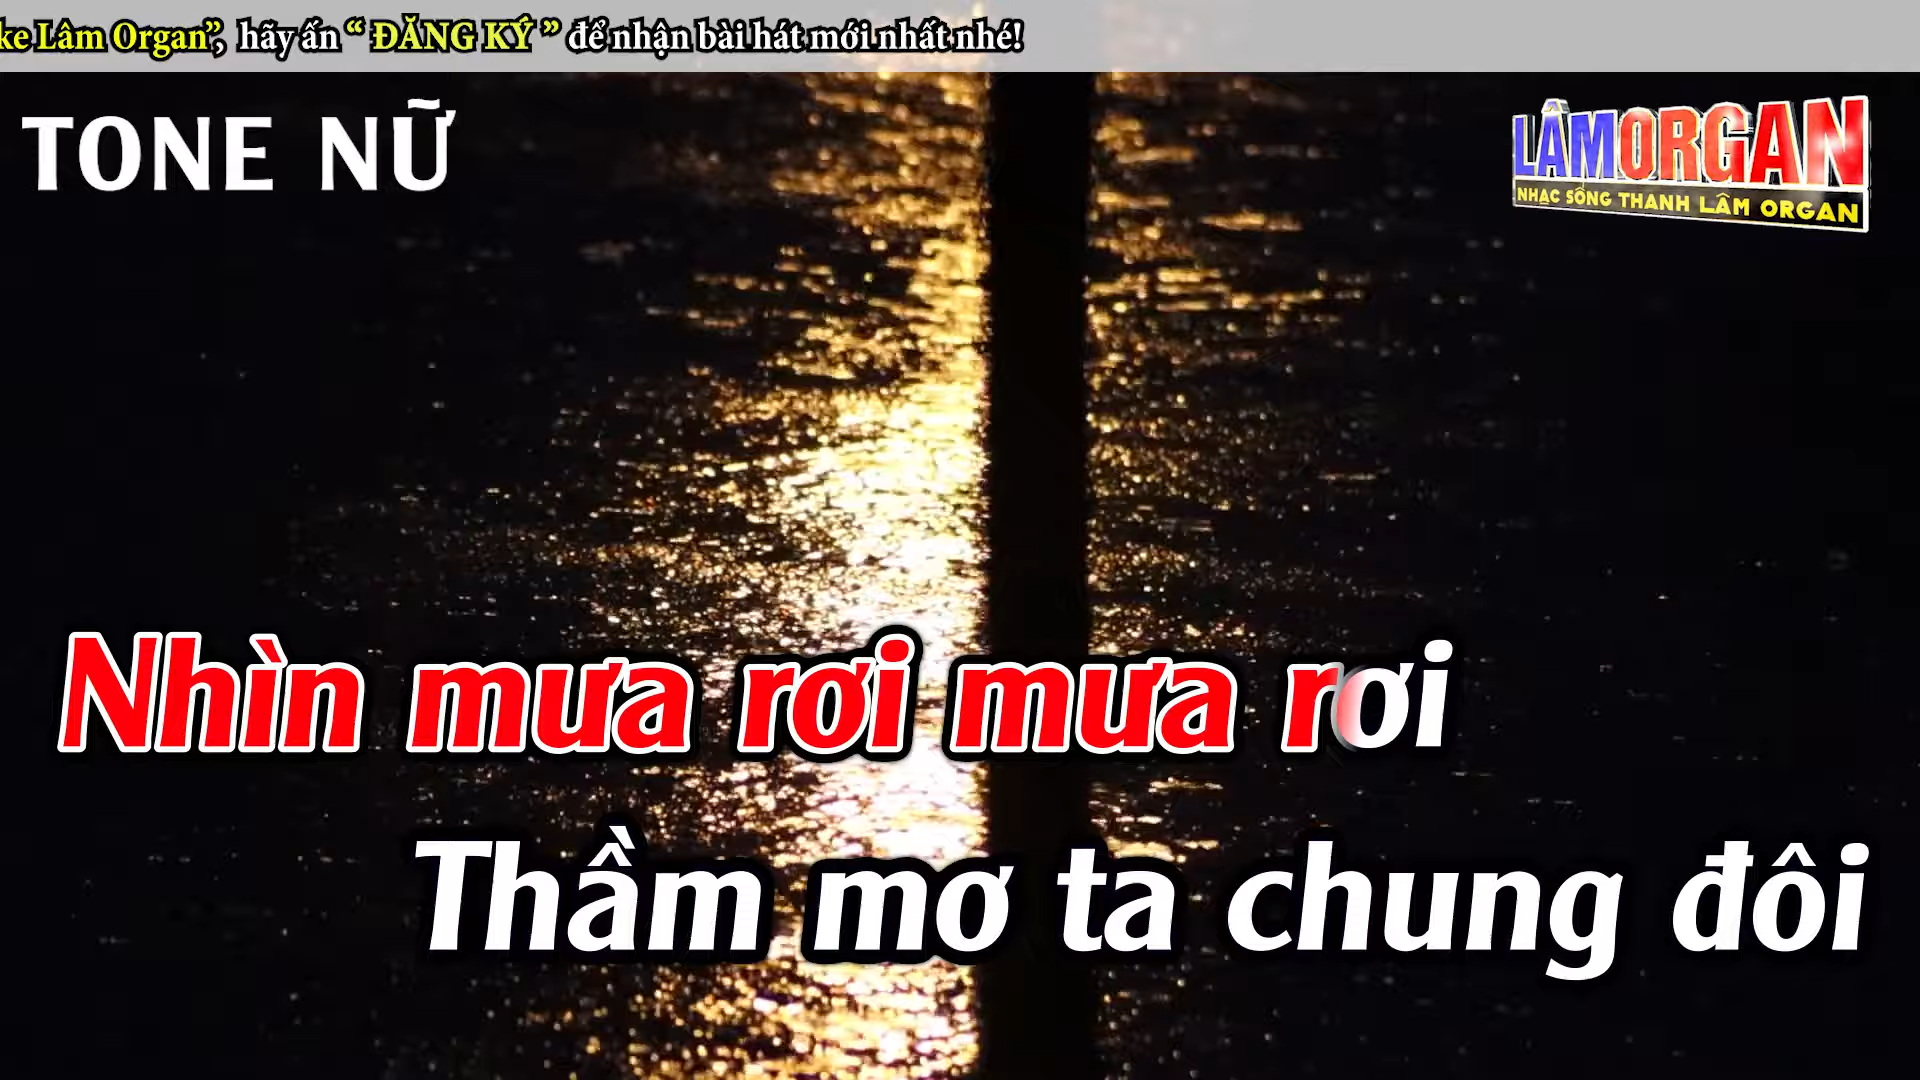 ke Lâm Organ”, hãy ấn “ ĐĂNG KÝ ” để nhận bài hát mới nhất nhé!
TONE NỮ
LÂMORGAN
NHẠC SỐNG THANH LÂM ORGAN
Nhìn mưa rơi mưa rơi
Thầm mơ ta chung đôi